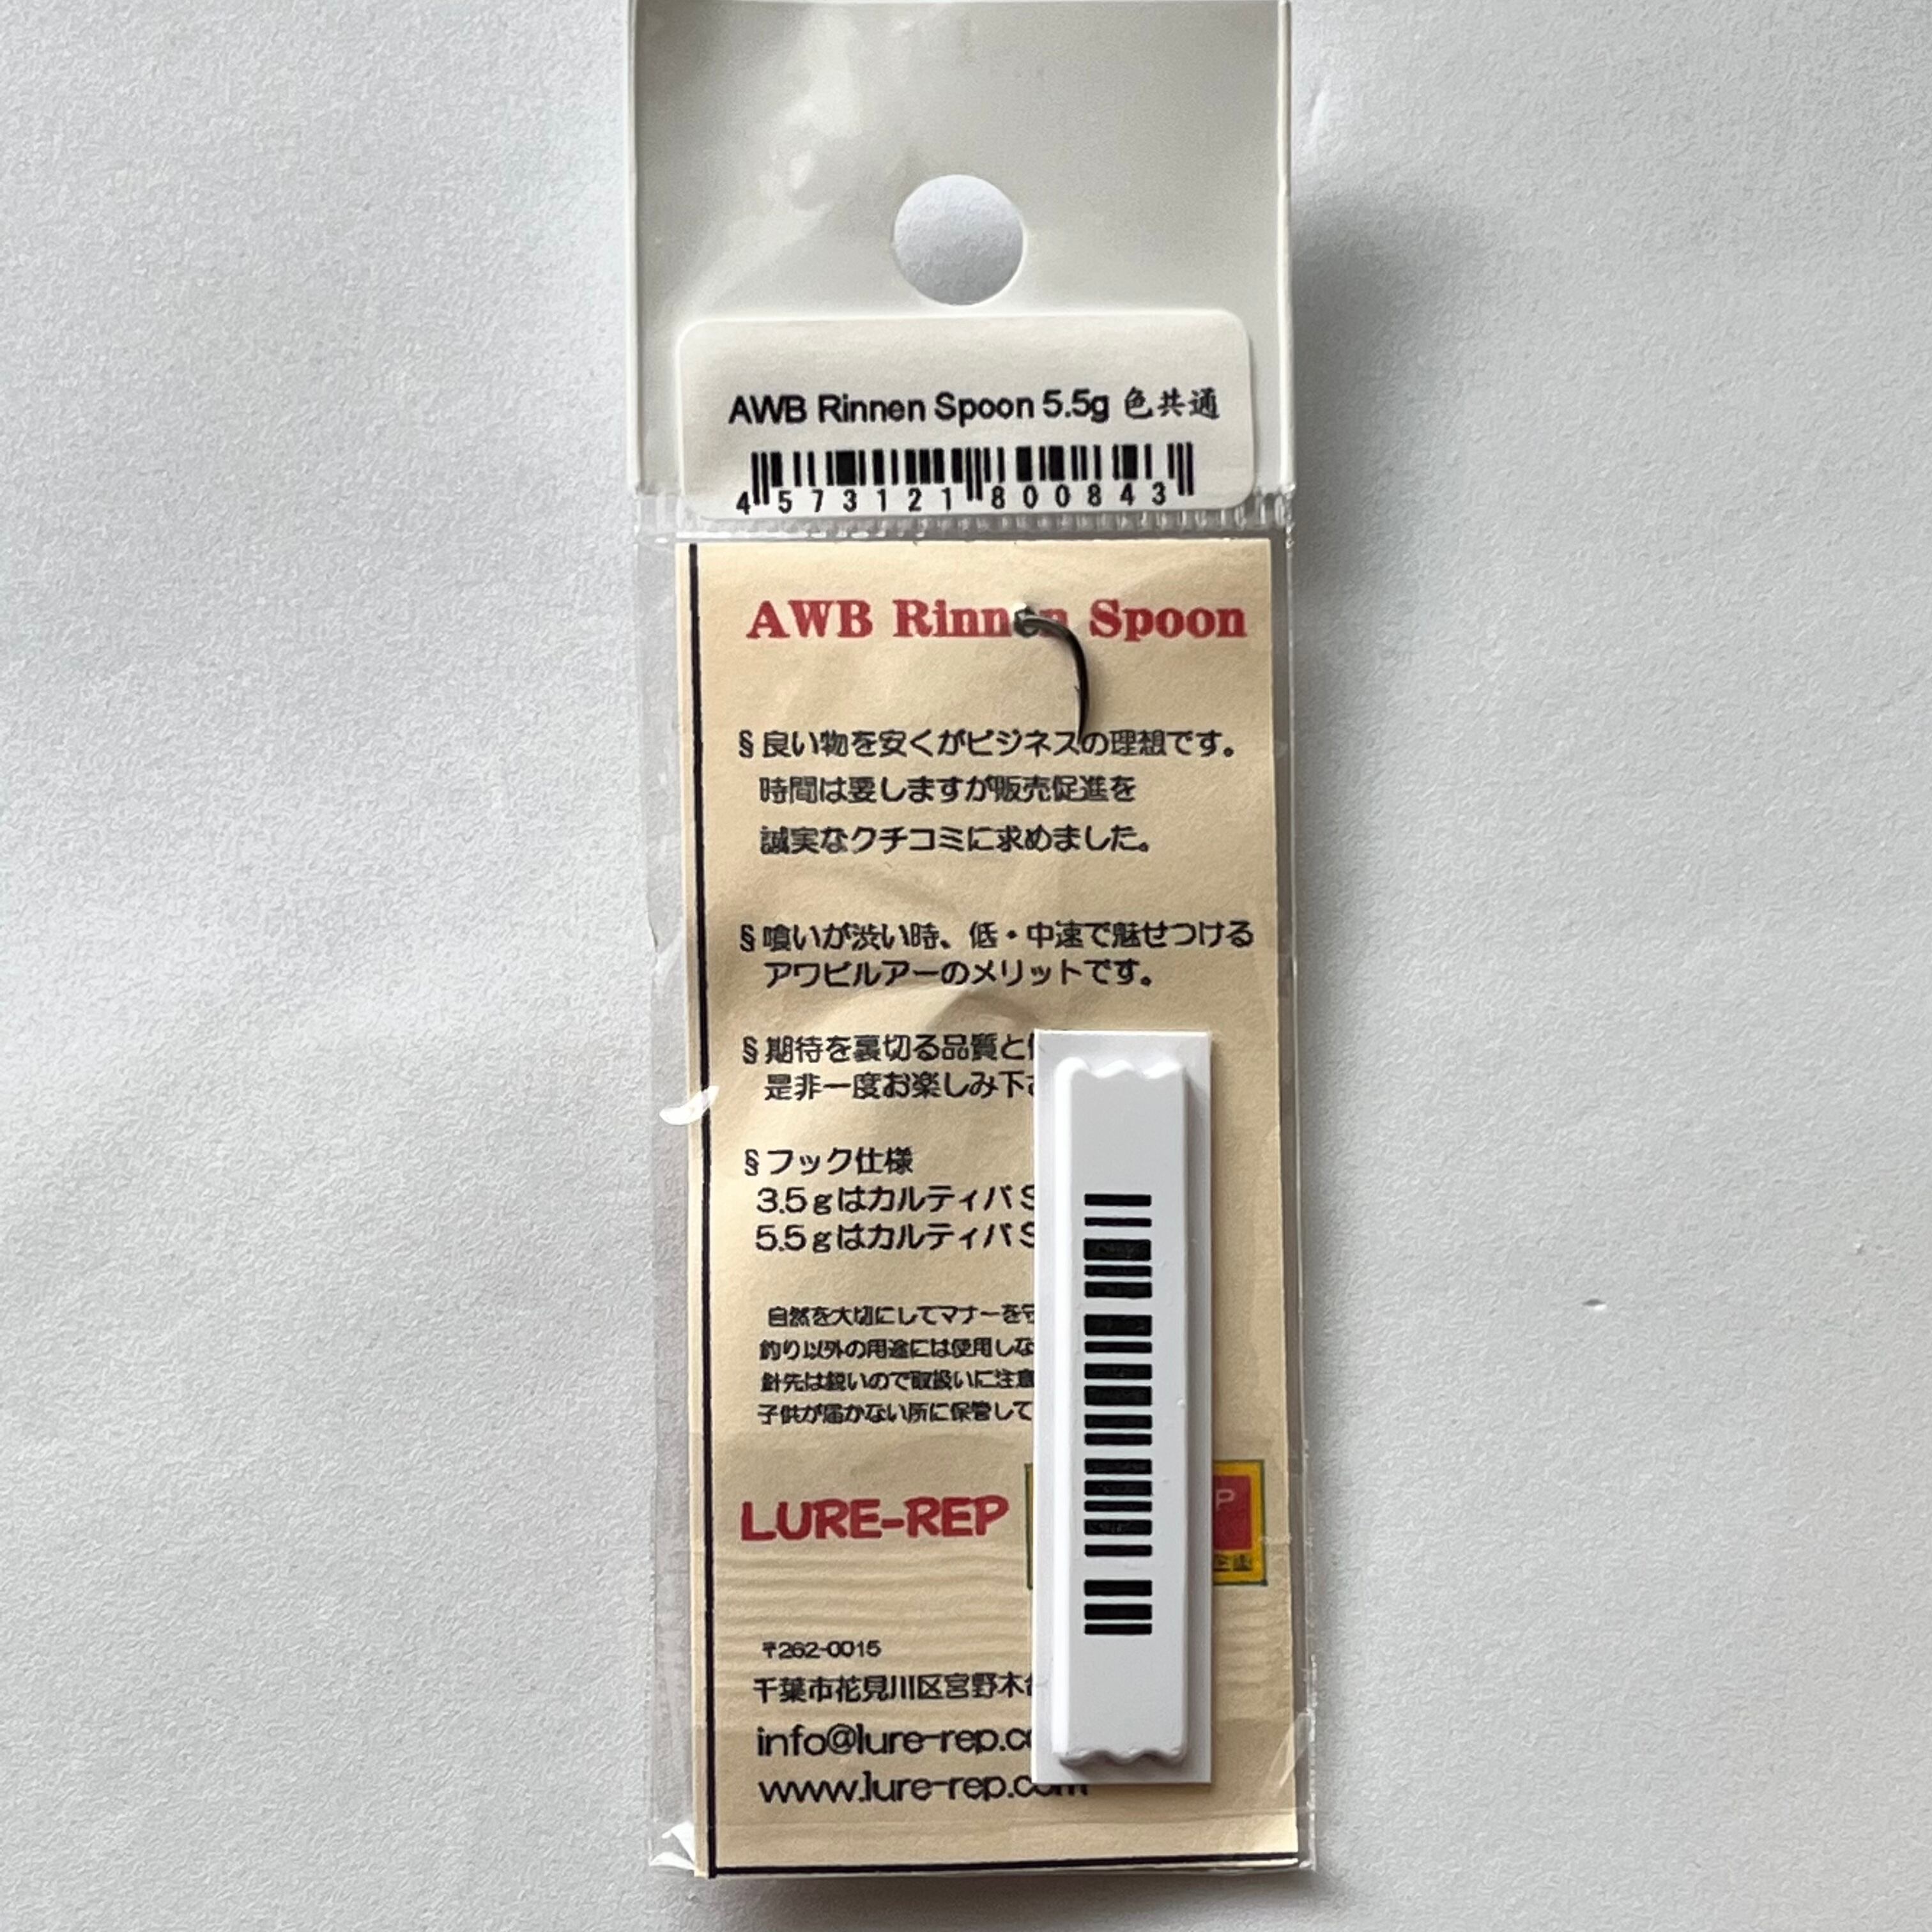 AWB Rinnen Spoon 5.5g 色共通
4 573121 800843
AWB Rinnen Spoon
§良い物を安くがビジネスの理想です。
時間は要しますが販売促進を
誠実なクチコミに求めました。
§喰いが渋い時、低・中速で魅せつける
アワビルアーのメリットです。
§期待を裏切る品質と
是非一度お楽しみ下
§フック仕様
3.5gはカルティバ S
5.5gはカルティバ S
自然を大切にしてマナーを守
釣り以外の用途には使用しな
針先は鋭いので取扱いに注意
子供が届かない所に保管して
LURE-REP
P
企画
〒262-0015
千葉市花見川区宮野木台
info@lure-rep.co
www.lure-rep.com